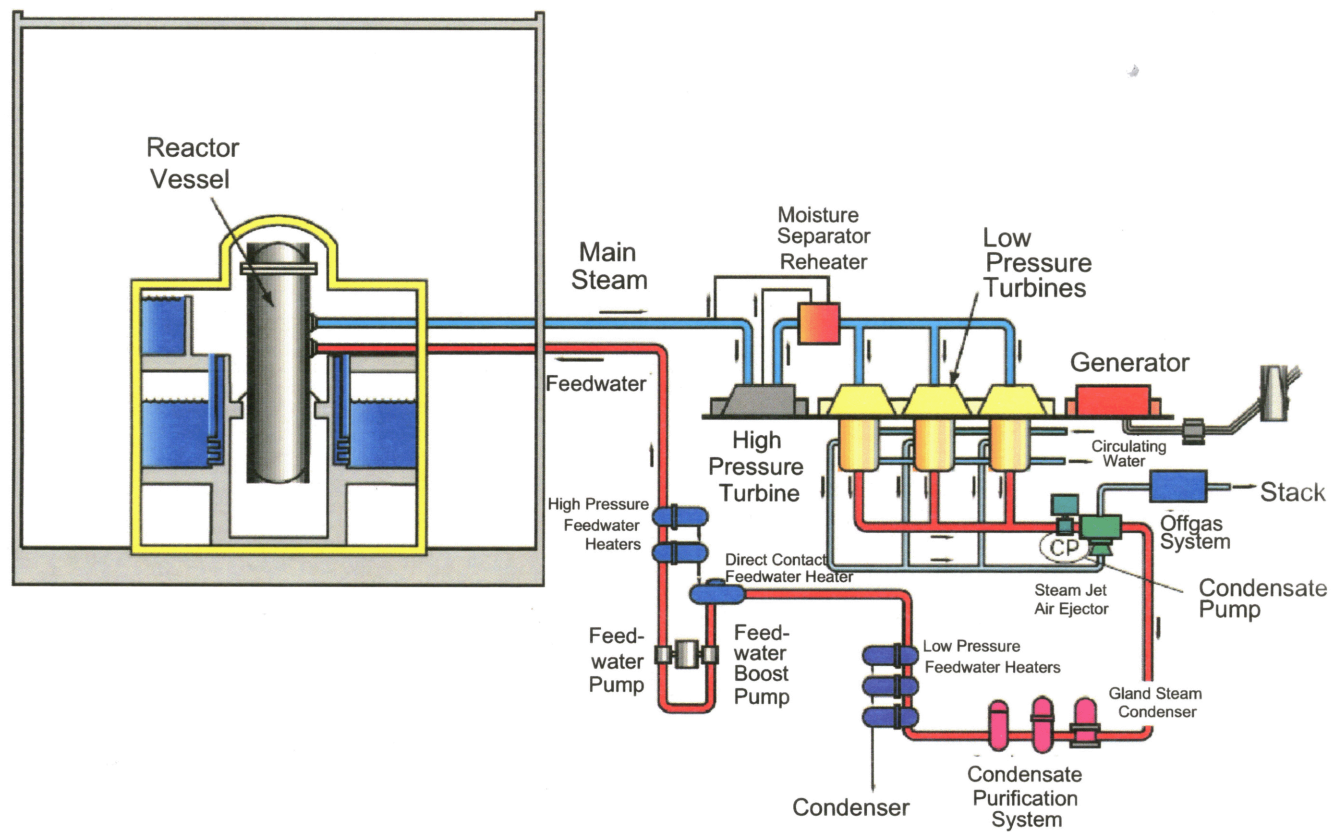 Reactor
Vessel
Main
Steam
Feedwater
Moisture
Separator
Reheater
Low
Pressure
Turbines
High
Pressure
Turbine
Generator
Circulating
Water
Stack
Offgas
System
CP
Steam Jet
Air Ejector
Condensate
Pump
High Pressure
Feedwater
Heaters
Direct Contact
Feedwater Heater
Feed-
water
Pump
Feed-
water
Boost
Pump
Low Pressure
Feedwater Heaters
Gland Steam
Condenser
Condenser
Condensate
Purification
System